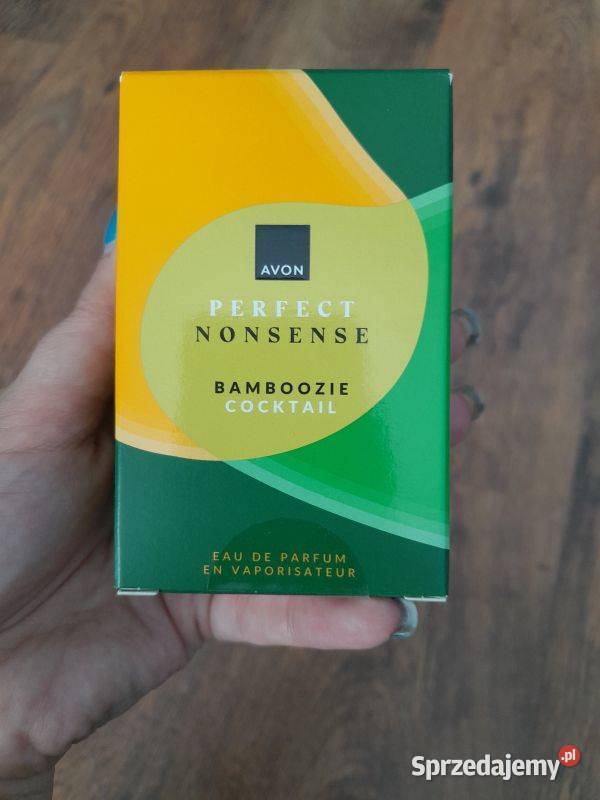 AVON
PERFECT
NONSENSE
BAMBOOZIE
COCKTAIL
EAU DE PARFUM
EN VAPORISATEUR
Sprzedajemy.pl